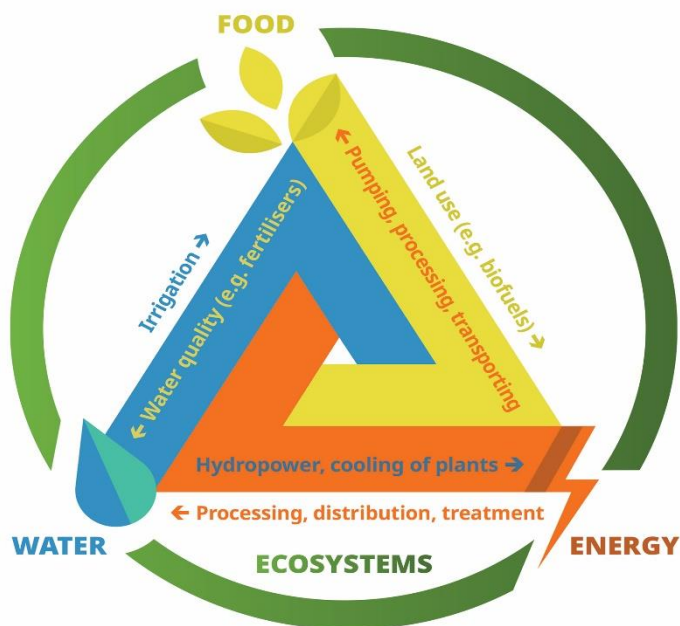 FOOD
Irrigation →
← Water quality (e.g. fertilisers)
← Pumping, processing, transporting
Land use (e.g. biofuels) →
Hydropower, cooling of plants →
← Processing, distribution, treatment
WATER
ECOSYSTEMS
ENERGY